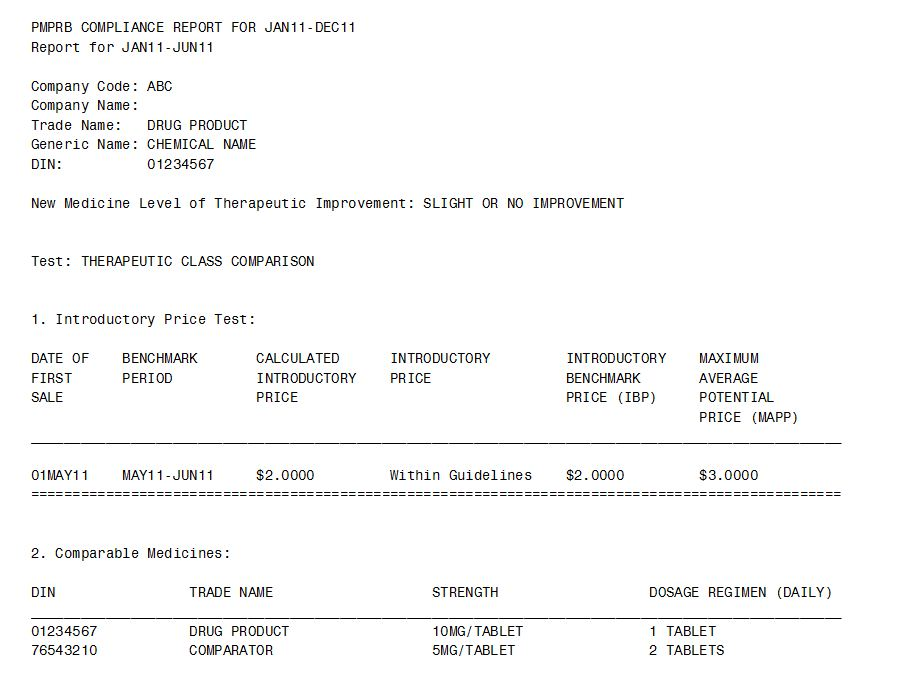 PMPRB COMPLIANCE REPORT FOR JAN11-DEC11
Report for JAN11-JUN11
Company Code: ABC
Company Name:
Trade Name: DRUG PRODUCT
Generic Name: CHEMICAL NAME
DIN: 01234567
New Medicine Level of Therapeutic Improvement: SLIGHT OR NO IMPROVEMENT
Test: THERAPEUTIC CLASS COMPARISON
1. Introductory Price Test:
DATE OF BENCHMARK CALCULATED INTRODUCTORY INTRODUCTORY MAXIMUM
FIRST PERIOD INTRODUCTORY PRICE BENCHMARK AVERAGE
SALE PRICE PRICE (IBP) POTENTIAL
PRICE (MAPP)
01MAY11 MAY11-JUN11 $2.0000 Within Guidelines $2.0000 $3.0000
2. Comparable Medicines:
DIN TRADE NAME STRENGTH DOSAGE REGIMEN (DAILY)
01234567 DRUG PRODUCT 10MG/TABLET 1 TABLET
76543210 COMPARATOR 5MG/TABLET 2 TABLETS